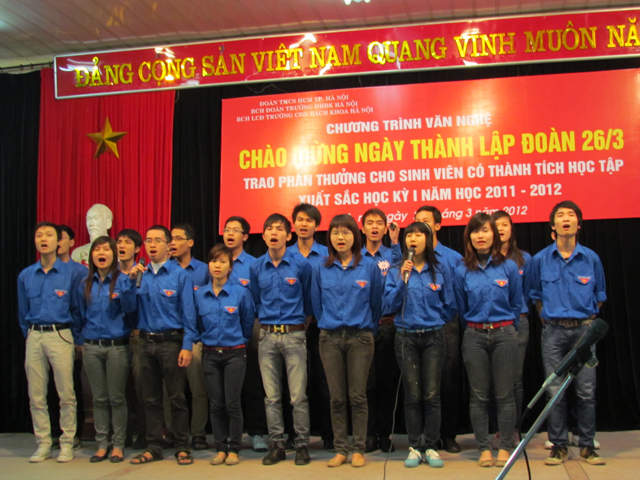 ĐẢNG CỘNG SẢN VIỆT NAM QUANG VINH MUÔN NĂ
ĐOÀN TNCS HCM TP. HÀ NỘI
BCH ĐOÀN TRƯỜNG ĐHBK HÀ NỘI
BCH LCĐ TRƯỜNG CĐN BÁCH KHOA HÀ NỘI
CHƯƠNG TRÌNH VĂN NGHỆ
CHÀO MỪNG NGÀY THÀNH LẬP ĐOÀN 26/3
TRAO PHẦN THƯỞNG CHO SINH VIÊN CÓ THÀNH TÍCH HỌC TẬP
XUẤT SẮC HỌC KỲ I NĂM HỌC 2011 - 2012
ngày
tháng 3 năm 2012